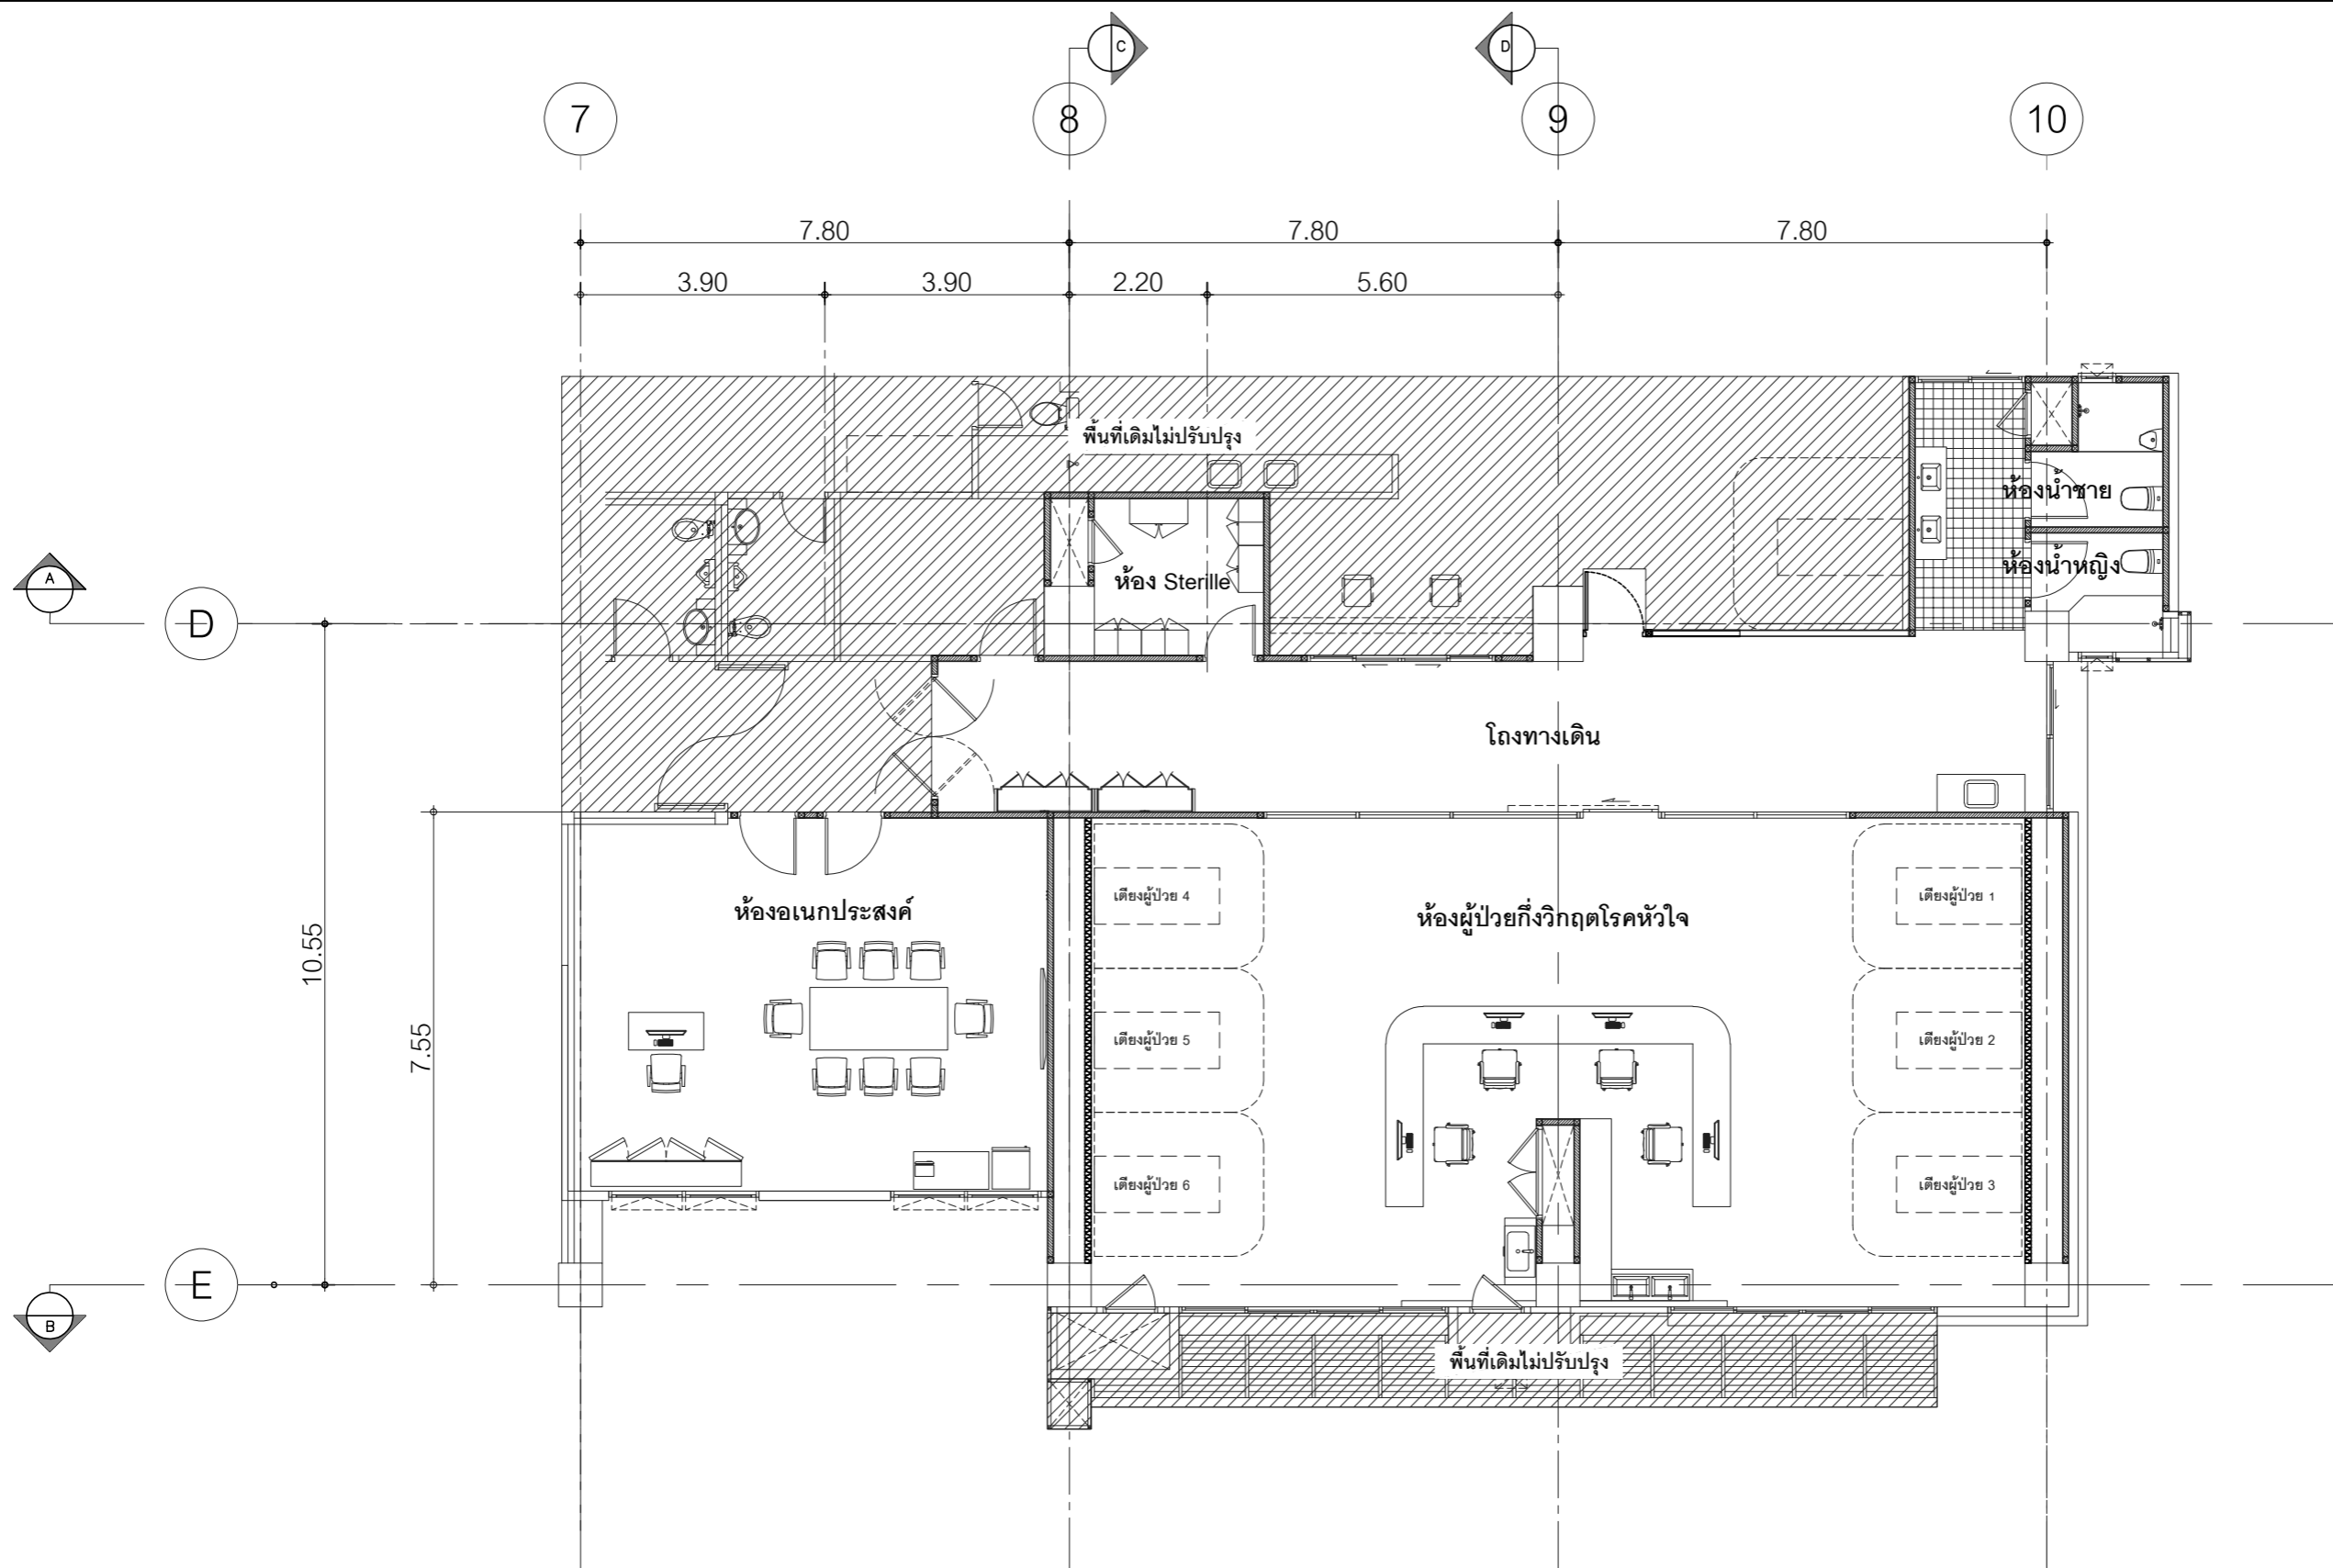 C
D
7
8
9
10
7.80
7.80
7.80
3.90
3.90
2.20
5.60
พื้นที่เดิมไม่ปรับปรุง
ห้องน้ำชาย
A
D
ห้อง Sterille
ห้องน้ำหญิง
โถงทางเดิน
10.55
7.55
ห้องอเนกประสงค์
เตียงผู้ป่วย 4
ห้องผู้ป่วยกึ่งวิกฤตโรคหัวใจ
เตียงผู้ป่วย 1
เตียงผู้ป่วย 5
เตียงผู้ป่วย 2
เตียงผู้ป่วย 6
เตียงผู้ป่วย 3
E
B
พื้นที่เดิมไม่ปรับปรุง